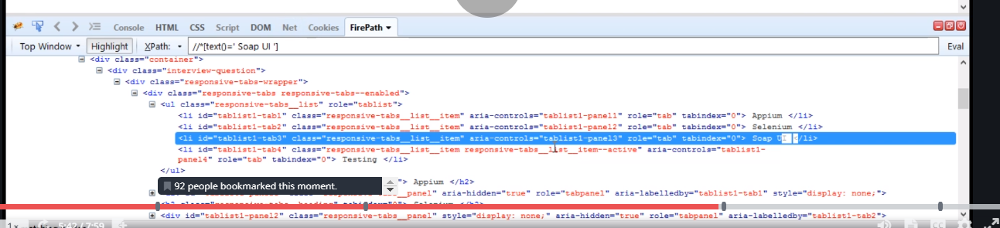 Console HTML CSS Script DOM Net Cookies FirePath
Top Window Highlight XPath: //*[text()=' Soap UI '] Eval
<div class="container">
<div class="interview-question">
<div class="responsive-tabs-wrapper">
<div class="responsive-tabs responsive-tabs--enabled">
<ul class="responsive-tabs__list" role="tablist">
<li id="tablist1-tab1" class="responsive-tabs__list__item" aria-controls="tablist1-panel1" role="tab" tabindex="0"> Appium </li>
<li id="tablist1-tab2" class="responsive-tabs__list__item" aria-controls="tablist1-panel2" role="tab" tabindex="0"> Selenium </li>
<li id="tablist1-tab3" class="responsive-tabs__list__item" aria-controls="tablist1-panel3" role="tab" tabindex="0"> Soap UI </li>
<li id="tablist1-tab4" class="responsive-tabs__list__item responsive-tabs__list__item--active" aria-controls="tablist1-
panel4" role="tab" tabindex="0"> Testing </li>
</ul>
"> Appium </h2>
92 people bookmarked this moment.
__panel" aria-hidden="true" role="tabpanel" aria-labelledby="tablist1-tab1" style="display: none;">
<div id="tablist1-panel2" class="responsive-tabs__panel" style="display: none;" aria-hidden="true" role="tabpanel" aria-labelledby="tablist1-tab2">
1x 5:42 / 7:59 CC